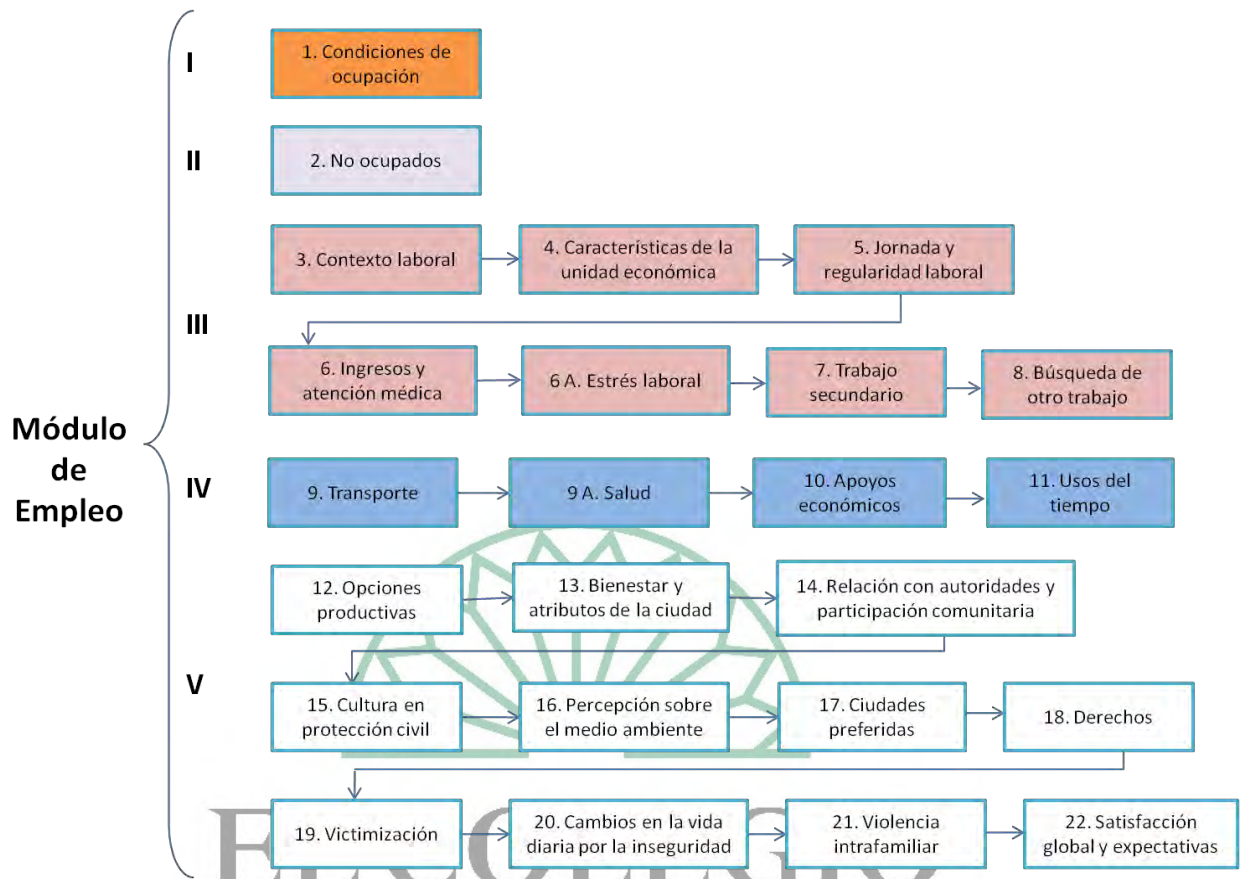 I
1. Condiciones de
ocupación
II
2. No ocupados
3. Contexto laboral
4. Características de la
unidad económica
5. Jornada y
regularidad laboral
III
6. Ingresos y
atención médica
6 A. Estrés laboral
7. Trabajo
secundario
8. Búsqueda de
otro trabajo
Módulo
de
Empleo
IV
9. Transporte
9 A. Salud
10. Apoyos
económicos
11. Usos del
tiempo
12. Opciones
productivas
13. Bienestar y
atributos de la ciudad
14. Relación con autoridades y
participación comunitaria
V
15. Cultura en
protección civil
16. Percepción sobre
el medio ambiente
17. Ciudades
preferidas
18. Derechos
19. Victimización
20. Cambios en la vida
diaria por la inseguridad
21. Violencia
intrafamiliar
22. Satisfacción
global y expectativas
EL COLEGIO